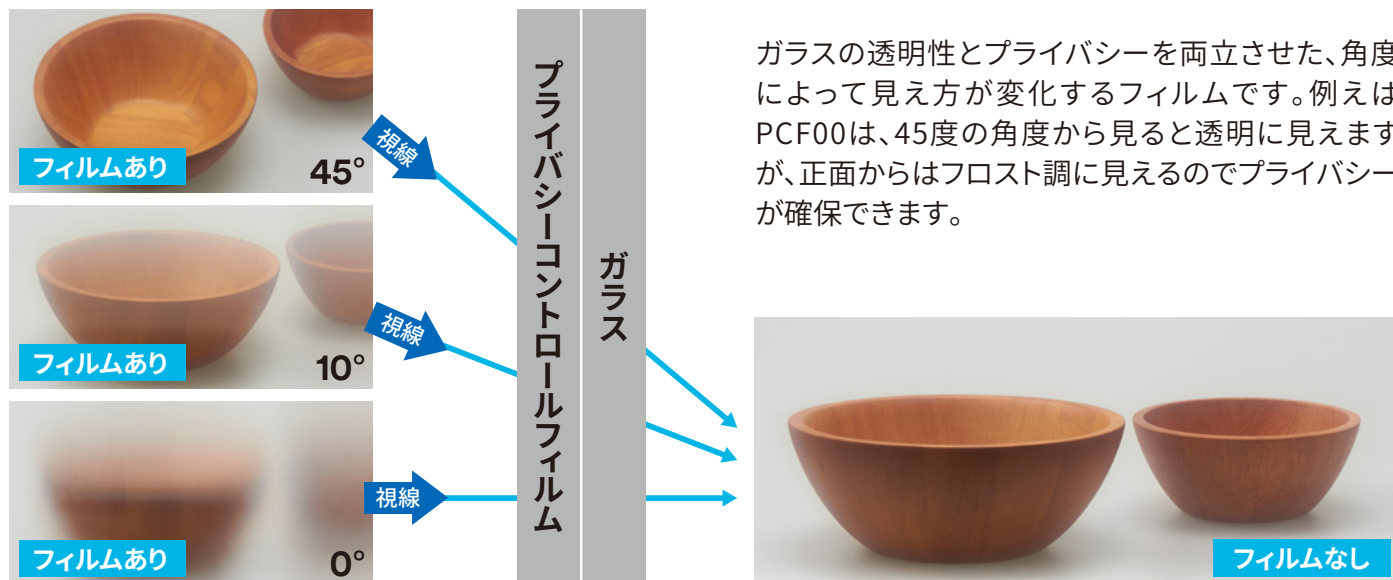 フィルムあり
45°
視線
フィルムあり
10°
視線
フィルムあり
0°
視線
プライバシーコントロールフィルム
ガラス
ガラスの透明性とプライバシーを両立させた、角度
によって見え方が変化するフィルムです。例えば
PCF00は、45度の角度から見ると透明に見えます
が、正面からはフロスト調に見えるのでプライバシー
が確保できます。
フィルムなし